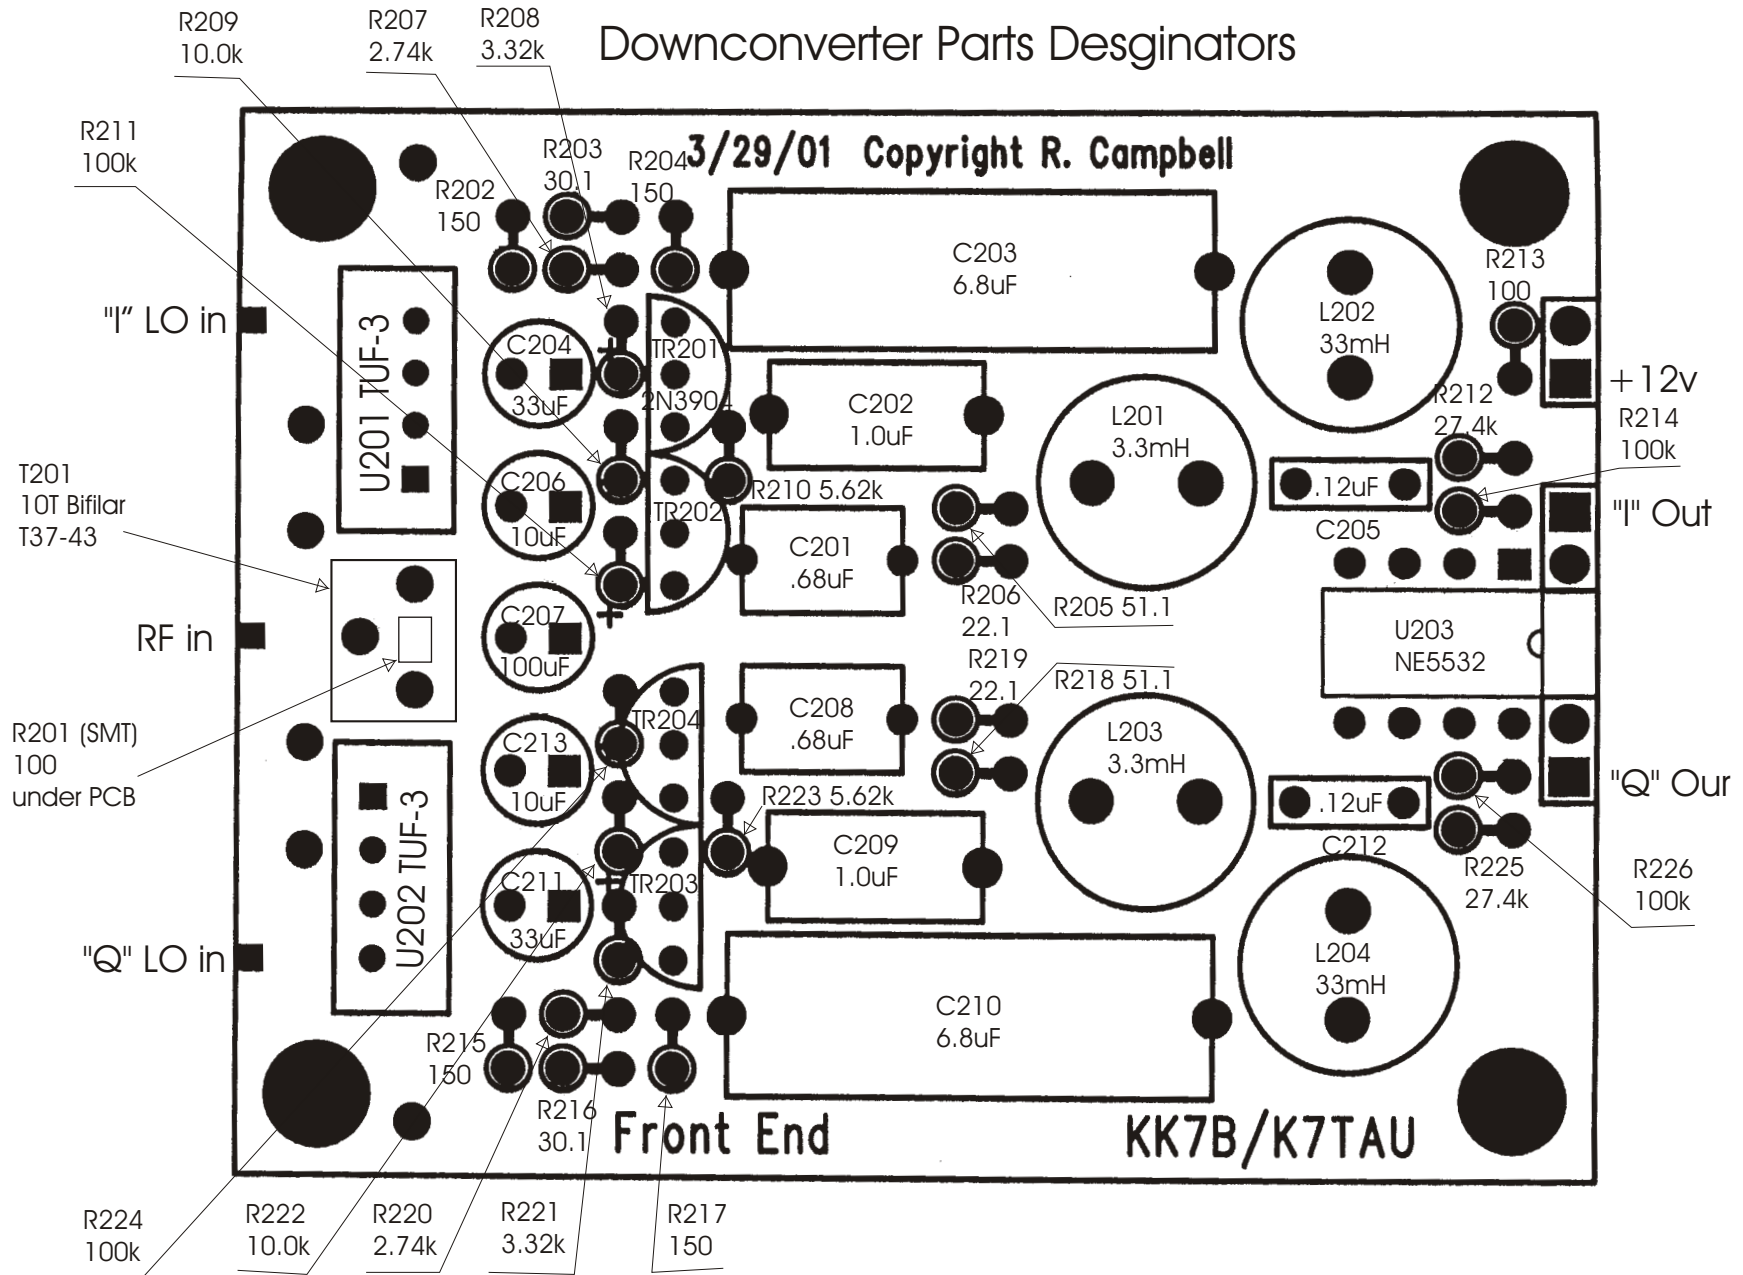 Downconverter Parts Desginators
R209
10.0k
R207
2.74k
R208
3.32k
R211
100k
3/29/01 Copyright R. Campbell
R203
30.1
R204
150
R202
150
C203
6.8uF
R213
100
"I" LO in
U201 TUF-3
C204
33uF
+
TR201
2N3904
L202
33mH
+12v
C202
1.0uF
L201
3.3mH
R212
27.4k
R214
100k
T201
10T Bifilar
T37-43
C206
10uF
TR202
R210 5.62k
.12uF
C205
"I" Out
C201
.68uF
R206
22.1
R205 51.1
RF in
C207
100uF
+
U203
NE5532
R219
22.1
R218 51.1
C208
.68uF
TR204
R201 (SMT)
100
under PCB
C213
10uF
L203
3.3mH
"Q" Our
R223 5.62k
.12uF
C212
U202 TUF-3
C209
1.0uF
R225
27.4k
R226
100k
C211
33uF
+
TR203
"Q" LO in
L204
33mH
C210
6.8uF
R215
150
R216
30.1
Front End
KK7B/K7TAU
R224
100k
R222
10.0k
R220
2.74k
R221
3.32k
R217
150